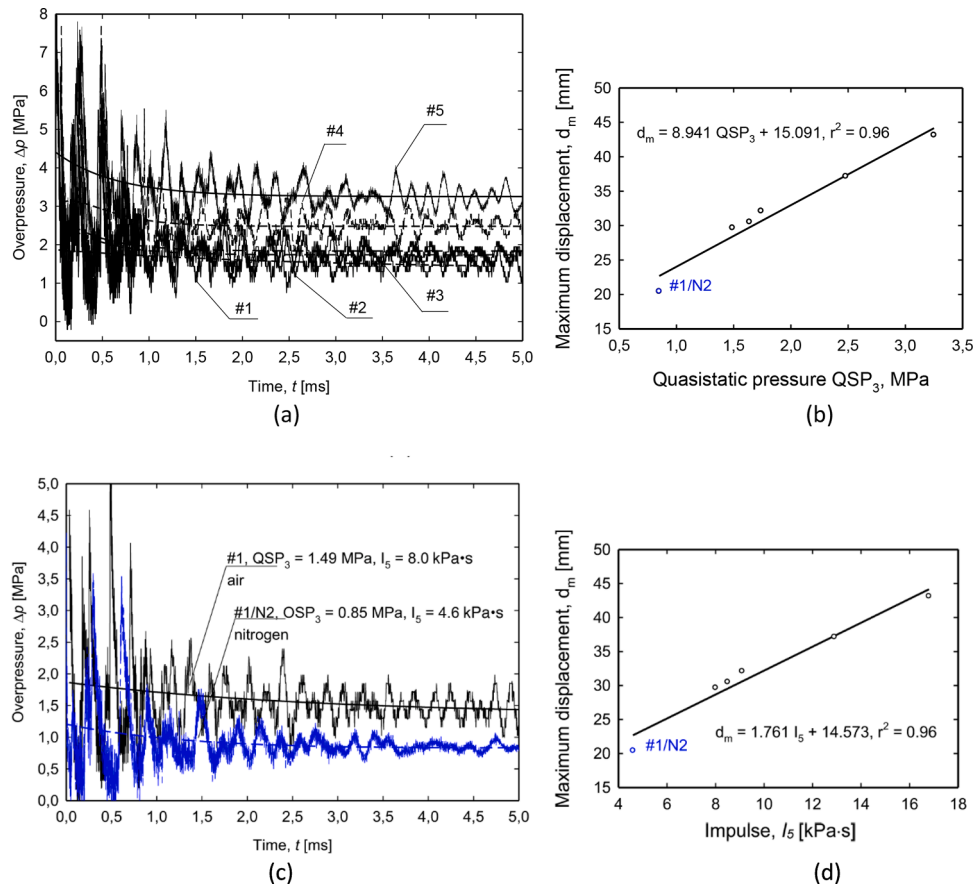 (a)
Overpressure, Δp [MPa]
8
7
6
5
4
3
2
1
0
#5
#4
#3
#2
#1
0,0 0,5 1,0 1,5 2,0 2,5 3,0 3,5 4,0 4,5 5,0
Time, t [ms]
Maximum displacement, dm [mm]
50
45
40
35
30
25
20
15
dm = 8.941 QSP3 + 15.091, r2 = 0.96
#1/N2
0,5 1,0 1,5 2,0 2,5 3,0 3,5
Quasistatic pressure QSP3, MPa
(b)
Overpressure, Δp [MPa]
5,0
4,5
4,0
3,5
3,0
2,5
2,0
1,5
1,0
0,5
0,0
#1, QSP3 = 1.49 MPa, I5 = 8.0 kPa•s
air
#1/N2, OSP3 = 0.85 MPa, I5 = 4.6 kPa•s
nitrogen
0,0 0,5 1,0 1,5 2,0 2,5 3,0 3,5 4,0 4,5 5,0
Time, t [ms]
(c)
Maximum displacement, dm [mm]
50
45
40
35
30
25
20
15
dm = 1.761 I5 + 14.573, r2 = 0.96
#1/N2
4 6 8 10 12 14 16 18
Impulse, I5 [kPa·s]
(d)